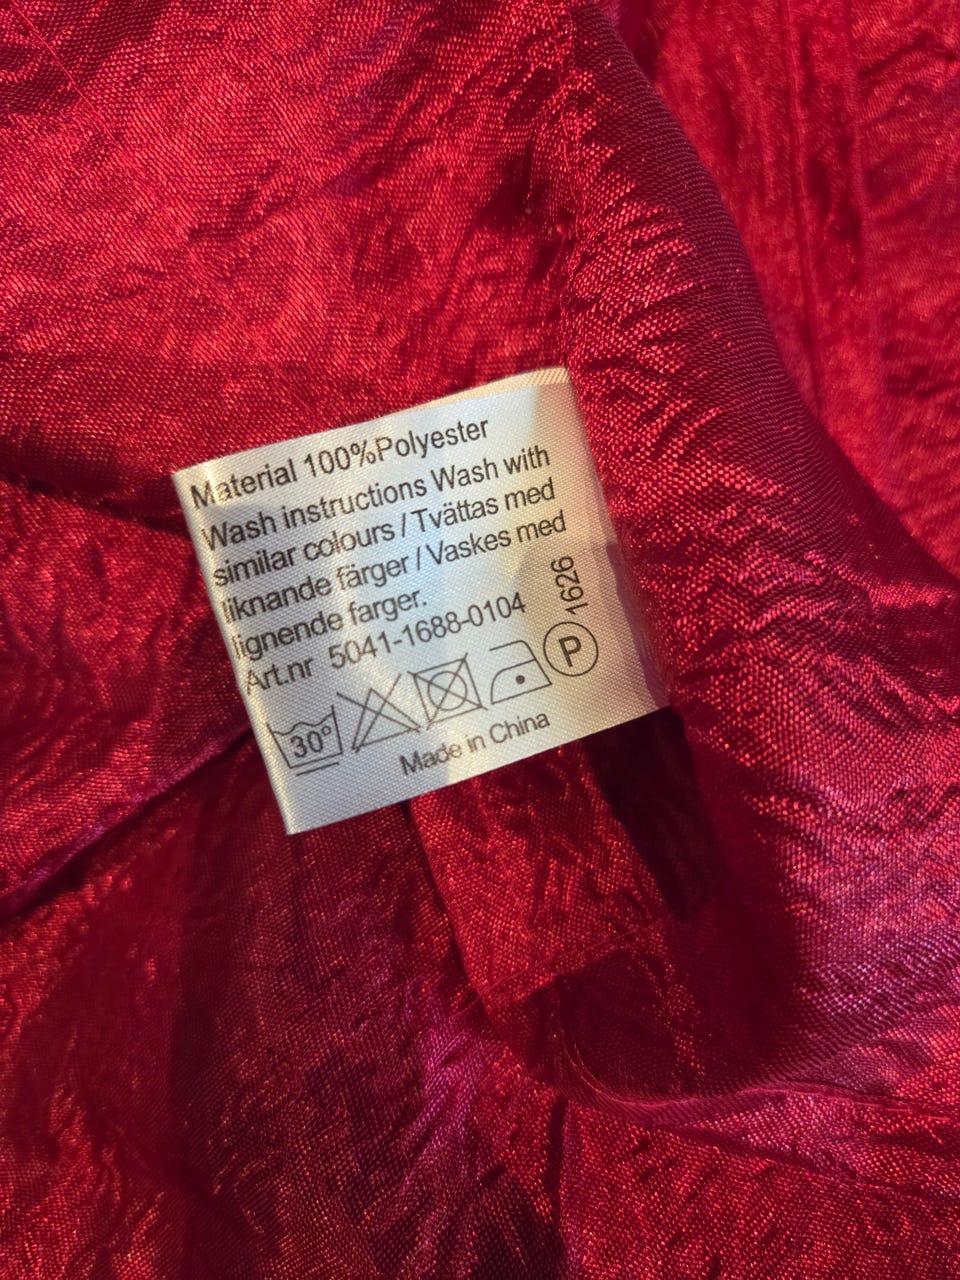 Material 100%Polyester
Wash instructions Wash with
similar colours / Tvättas med
liknande färger / Vaskes med
lignende farger.
Art.nr 5041-1688-0104
1626
30°
P
Made in China